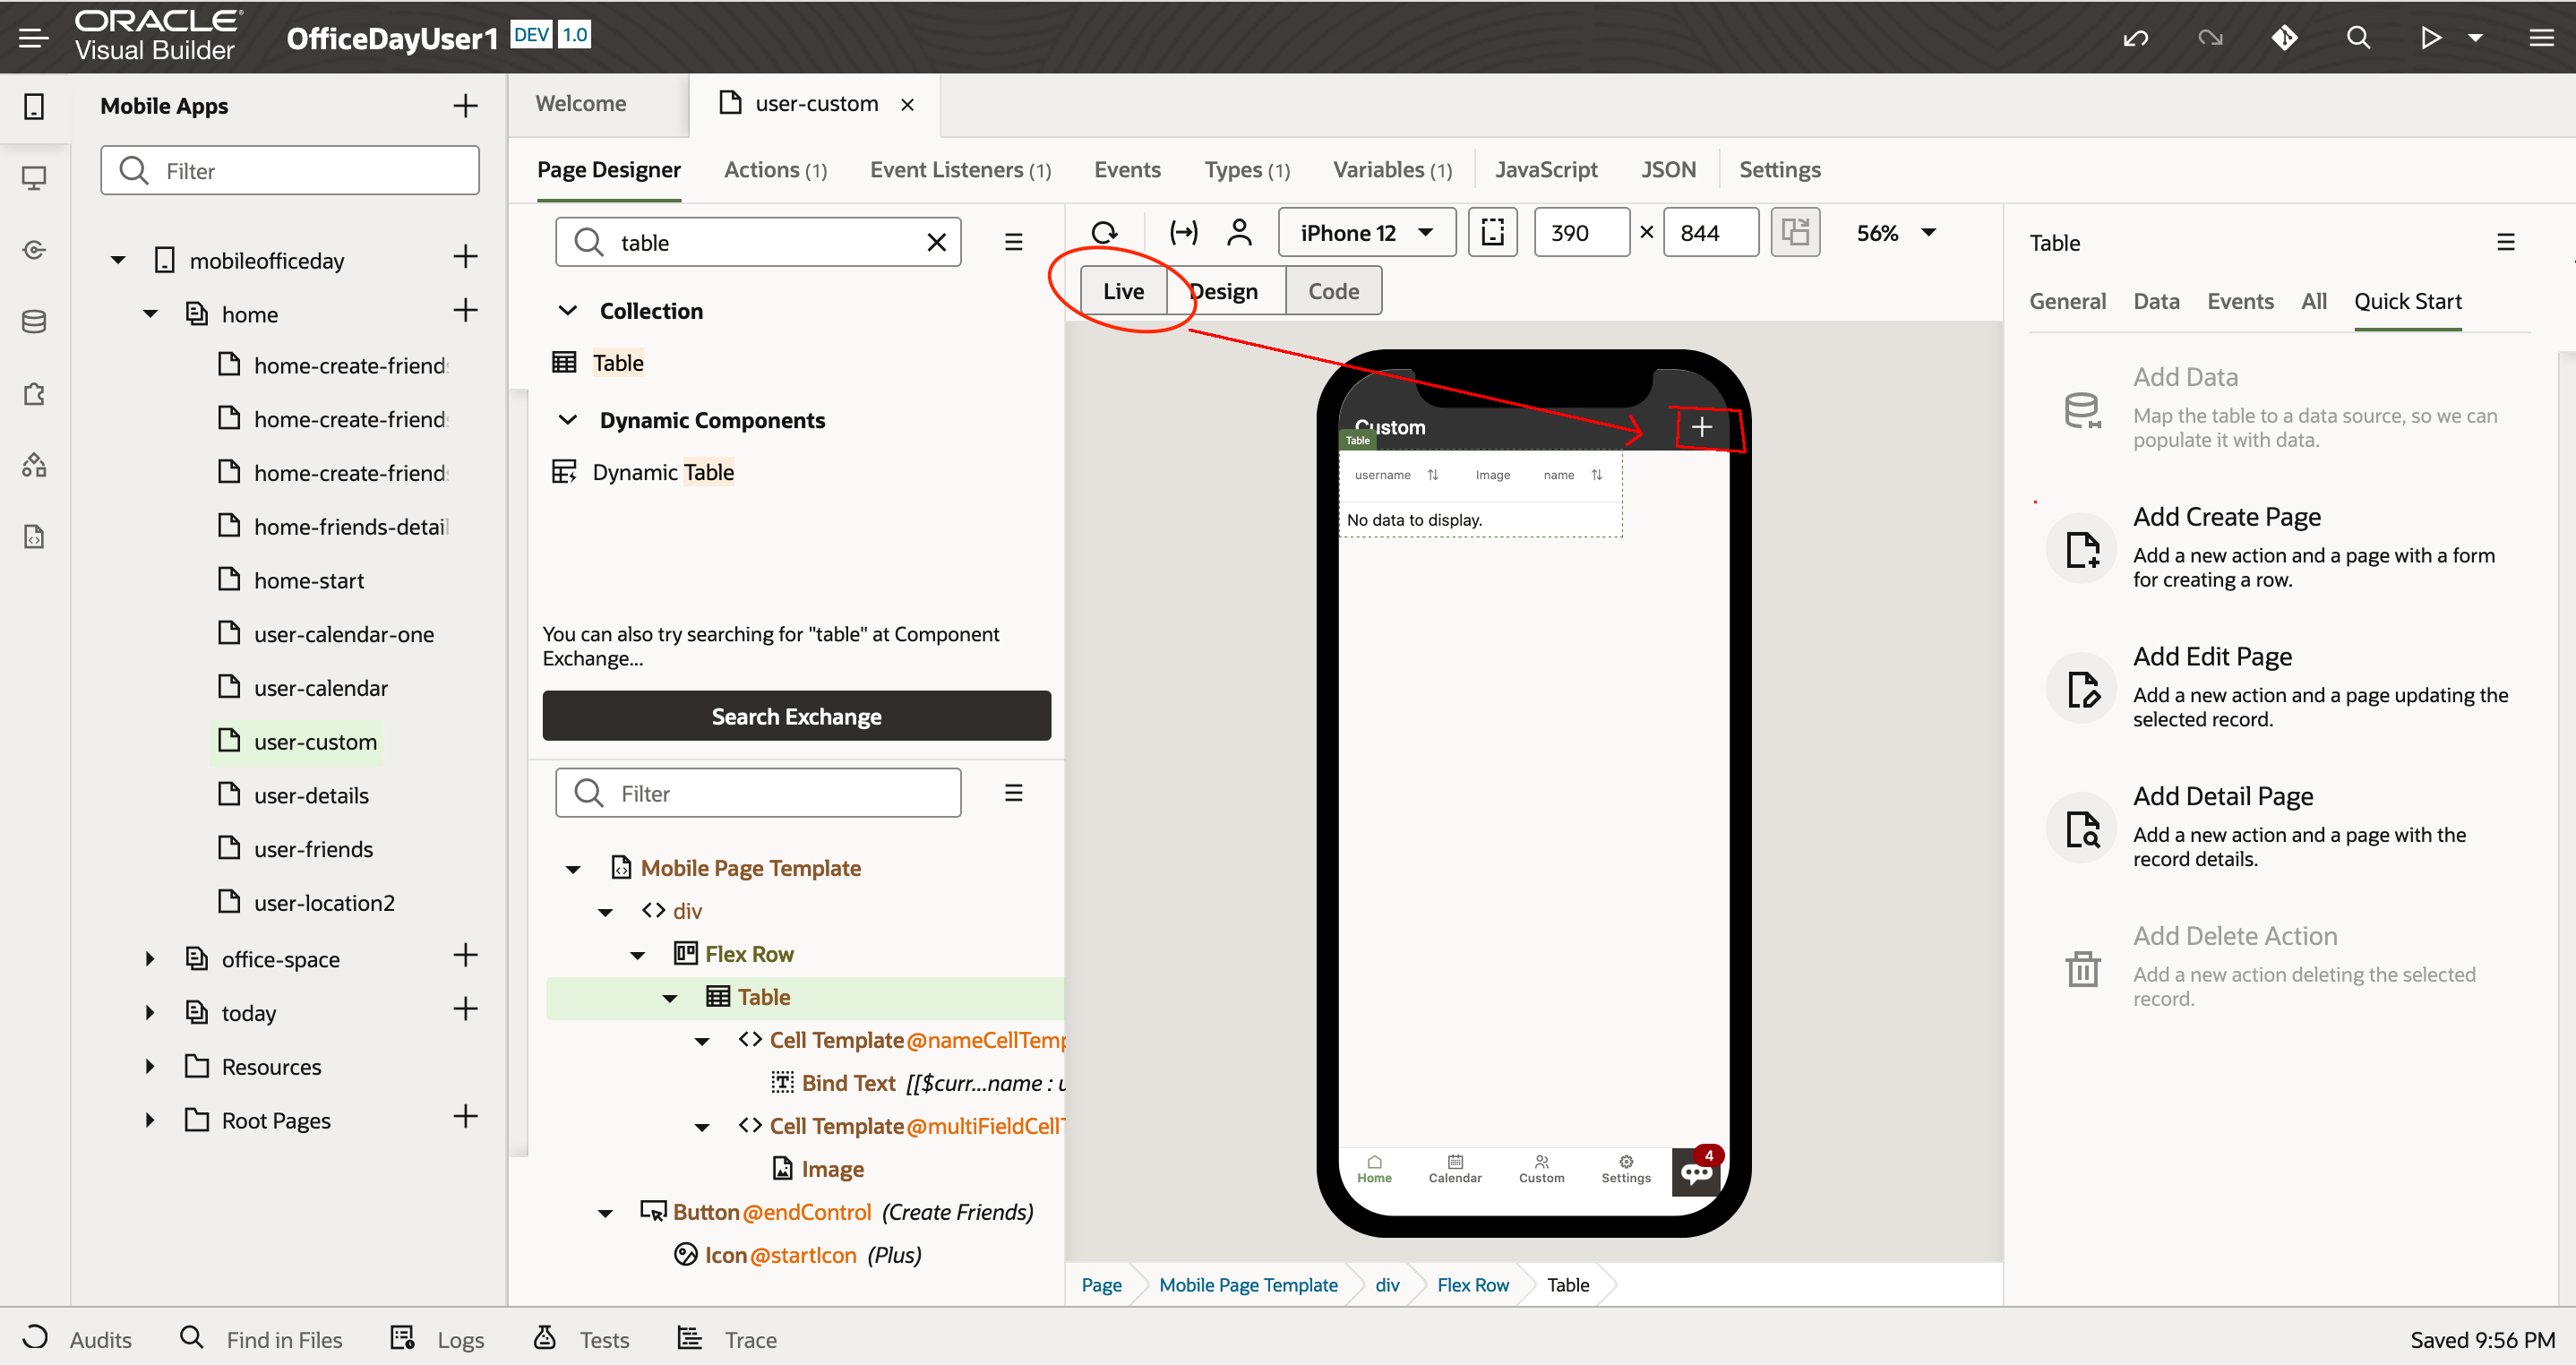 ORACLE®
Visual Builder
OfficeDayUser1 DEV 1.0
Mobile Apps
Filter
mobileofficeday
home
home-create-friends
home-create-friends
home-create-friends
home-friends-detail
home-start
user-calendar-one
user-calendar
user-custom
user-details
user-friends
user-location2
office-space
today
Resources
Root Pages
Welcome
user-custom
Page Designer Actions (1) Event Listeners (1) Events Types (1) Variables (1) JavaScript JSON Settings
table
Collection
Table
Dynamic Components
Dynamic Table
You can also try searching for "table" at Component
Exchange...
Search Exchange
Filter
Mobile Page Template
<> div
Flex Row
Table
<> Cell Template@nameCellTemp
Bind Text [[$curr...name : u
<> Cell Template@multiFieldCellT
Image
Button@endControl (Create Friends)
Icon@startIcon (Plus)
iPhone 12 390 × 844 56%
Live Design Code
Custom
Table
username Image name
No data to display.
Home Calendar Custom Settings 4
Page Mobile Page Template div Flex Row Table
Table
General Data Events All Quick Start
Add Data
Map the table to a data source, so we can
populate it with data.
Add Create Page
Add a new action and a page with a form
for creating a row.
Add Edit Page
Add a new action and a page updating the
selected record.
Add Detail Page
Add a new action and a page with the
record details.
Add Delete Action
Add a new action deleting the selected
record.
Audits Find in Files Logs Tests Trace Saved 9:56 PM